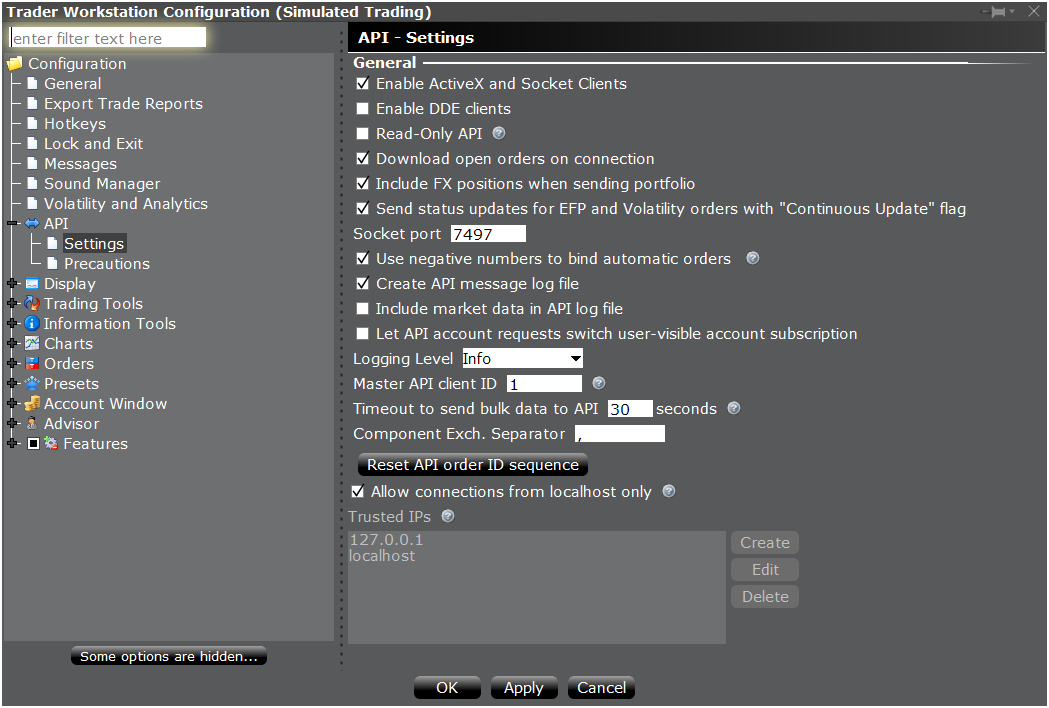 Trader Workstation Configuration (Simulated Trading)
enter filter text here
Configuration
General
Export Trade Reports
Hotkeys
Lock and Exit
Messages
Sound Manager
Volatility and Analytics
API
Settings
Precautions
Display
Trading Tools
Information Tools
Charts
Orders
Presets
Account Window
Advisor
Features
Some options are hidden...
API - Settings
General
Enable ActiveX and Socket Clients
Enable DDE clients
Read-Only API
Download open orders on connection
Include FX positions when sending portfolio
Send status updates for EFP and Volatility orders with "Continuous Update" flag
Socket port 7497
Use negative numbers to bind automatic orders
Create API message log file
Include market data in API log file
Let API account requests switch user-visible account subscription
Logging Level Info
Master API client ID 1
Timeout to send bulk data to API 30 seconds
Component Exch. Separator ,
Reset API order ID sequence
Allow connections from localhost only
Trusted IPs
127.0.0.1
localhost
Create
Edit
Delete
OK Apply Cancel